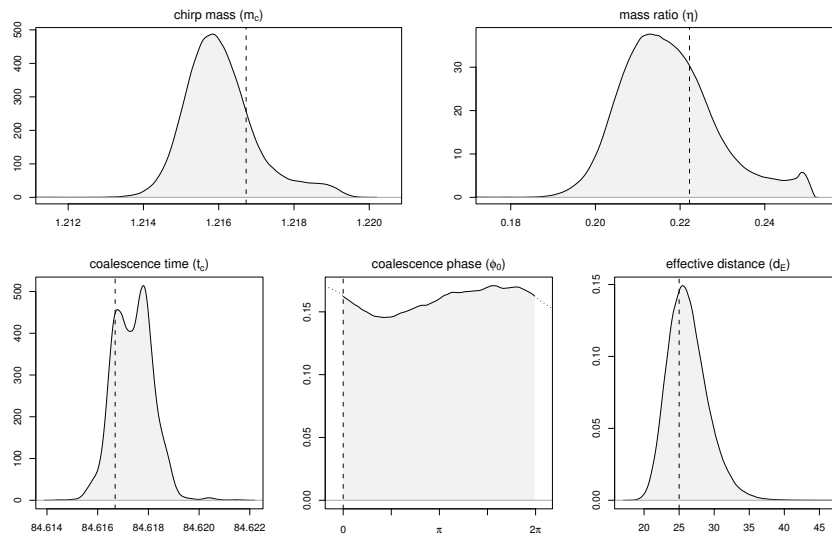 chirp mass (m_c)
0 100 200 300 400 500
1.212 1.214 1.216 1.218 1.220
mass ratio (η)
0 10 20 30
0.18 0.20 0.22 0.24
coalescence time (t_c)
0 100 200 300 400 500
84.614 84.616 84.618 84.620 84.622
coalescence phase (ϕ₀)
0.00 0.05 0.10 0.15
0 π 2π
effective distance (d_E)
0.00 0.05 0.10 0.15
20 25 30 35 40 45